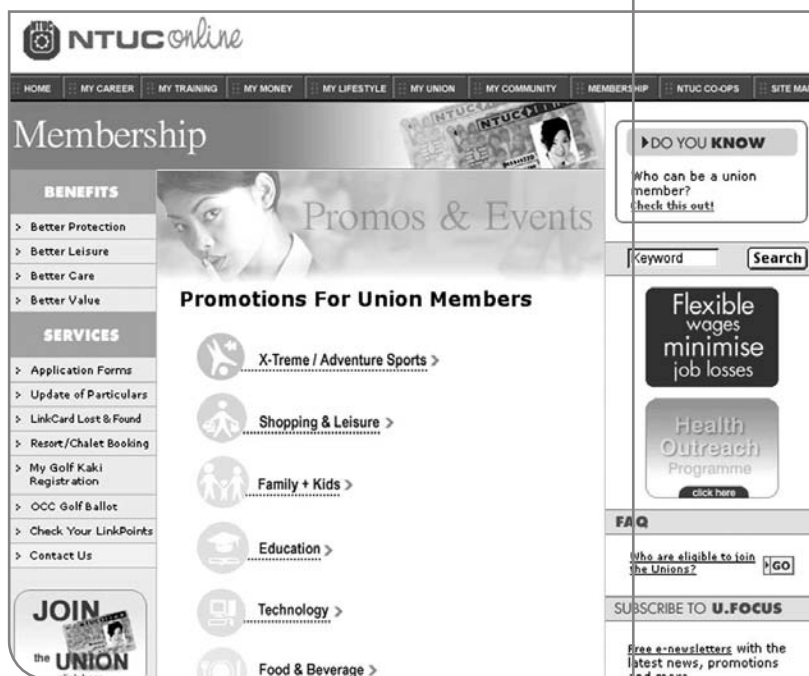 NTUC online
HOME
MY CAREER
MY TRAINING
MY MONEY
MY LIFESTYLE
MY UNION
MY COMMUNITY
MEMBERSHIP
NTUC CO-OPS
SITE MA
Membership
NTUC
BENEFITS
> Better Protection
> Better Leisure
> Better Care
> Better Value
SERVICES
> Application Forms
> Update of Particulars
> LinkCard Lost & Found
> Resort/Chalet Booking
> My Golf Kaki
Registration
> OCC Golf Ballot
> Check Your LinkPoints
> Contact Us
JOIN
the UNION
Promos & Events
Promotions For Union Members
X-Treme / Adventure Sports >
Shopping & Leisure >
Family + Kids >
Education >
Technology >
Food & Beverage >
DO YOU KNOW
Who can be a union
member?
Check this out!
Keyword
Search
Flexible
wages
minimise
job losses
Health
Outreach
Programme
click here
FAQ
Who are eligible to join
the Unions?
GO
SUBSCRIBE TO U.FOCUS
Free e-newsletters with the
latest news, promotions